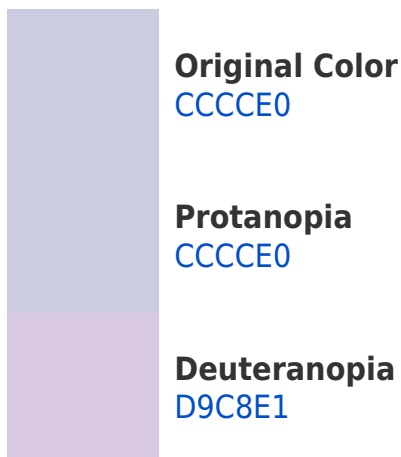 Original Color
CCCCE0
Protanopia
CCCCE0
Deuteranopia
D9C8E1